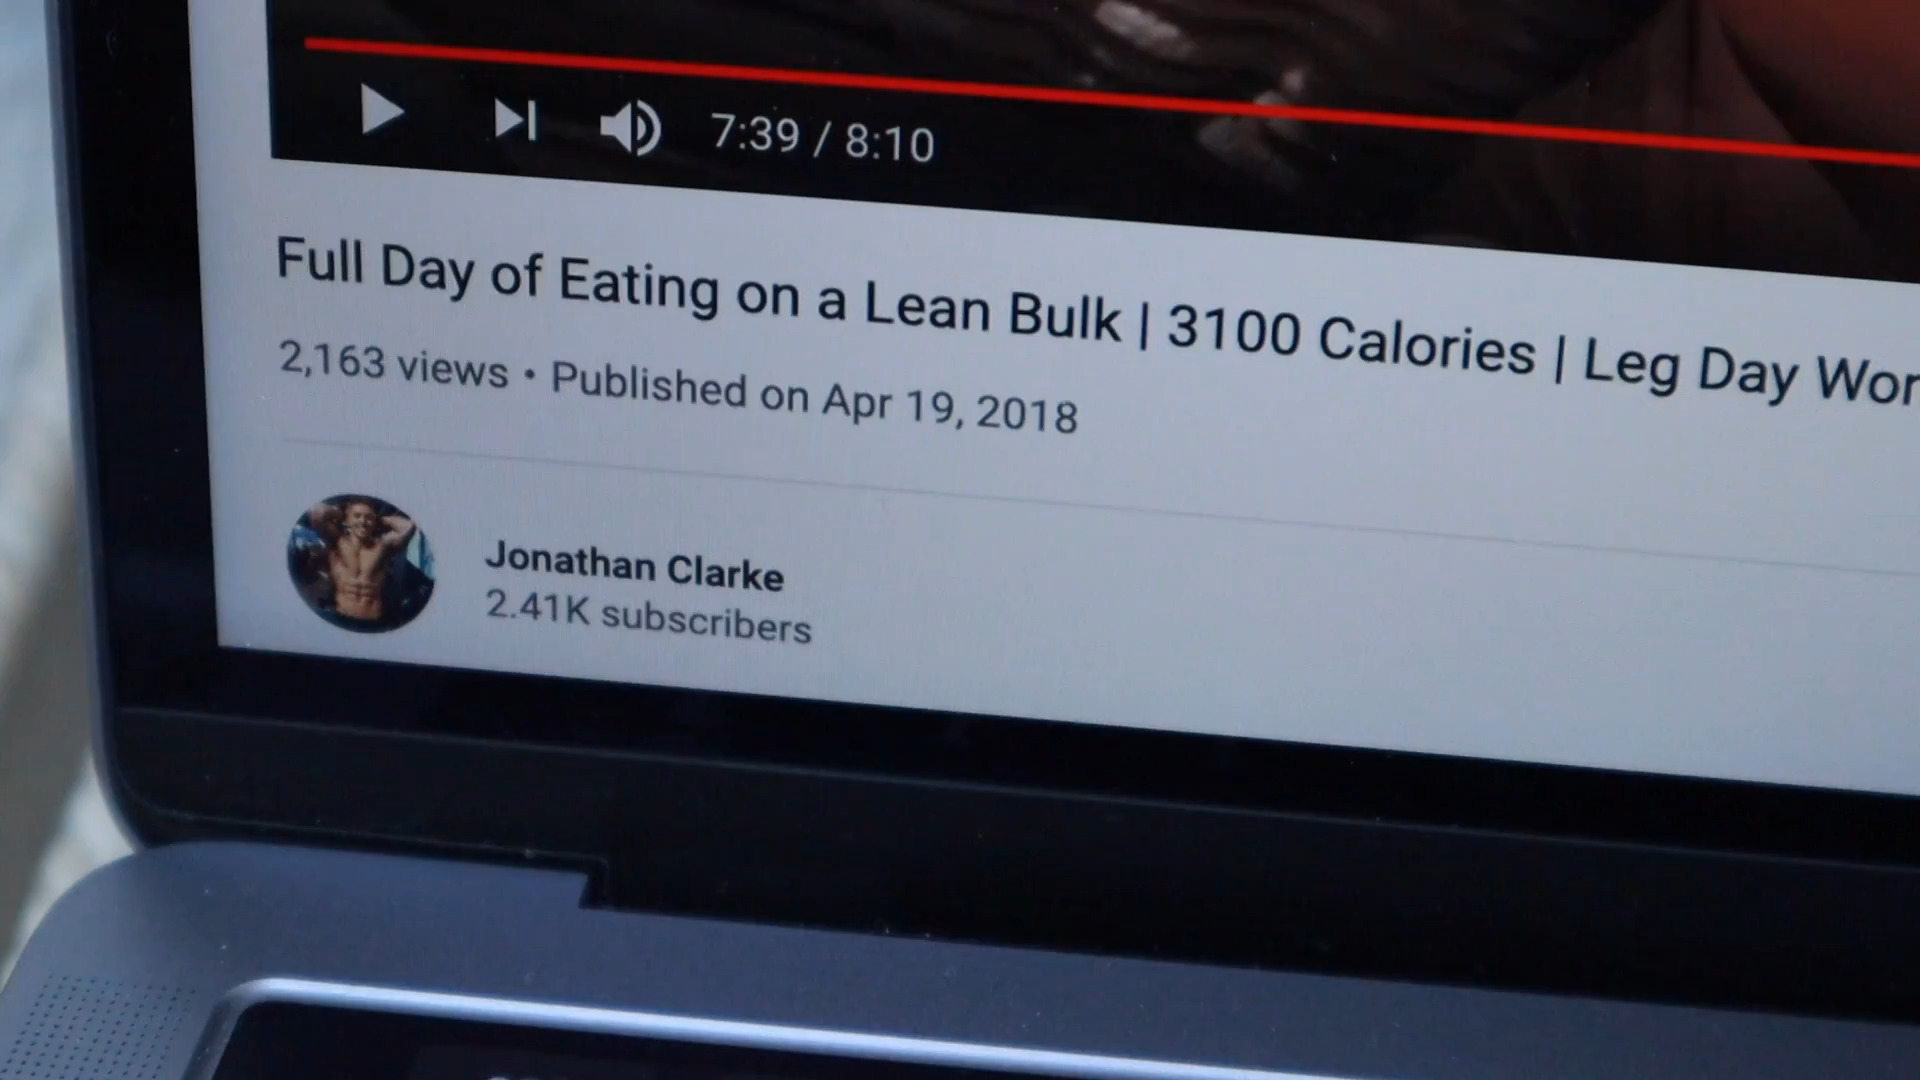 7:39 / 8:10
Full Day of Eating on a Lean Bulk | 3100 Calories | Leg Day
2,163 views • Published on Apr 19, 2018
Jonathan Clarke
2.41K subscribers